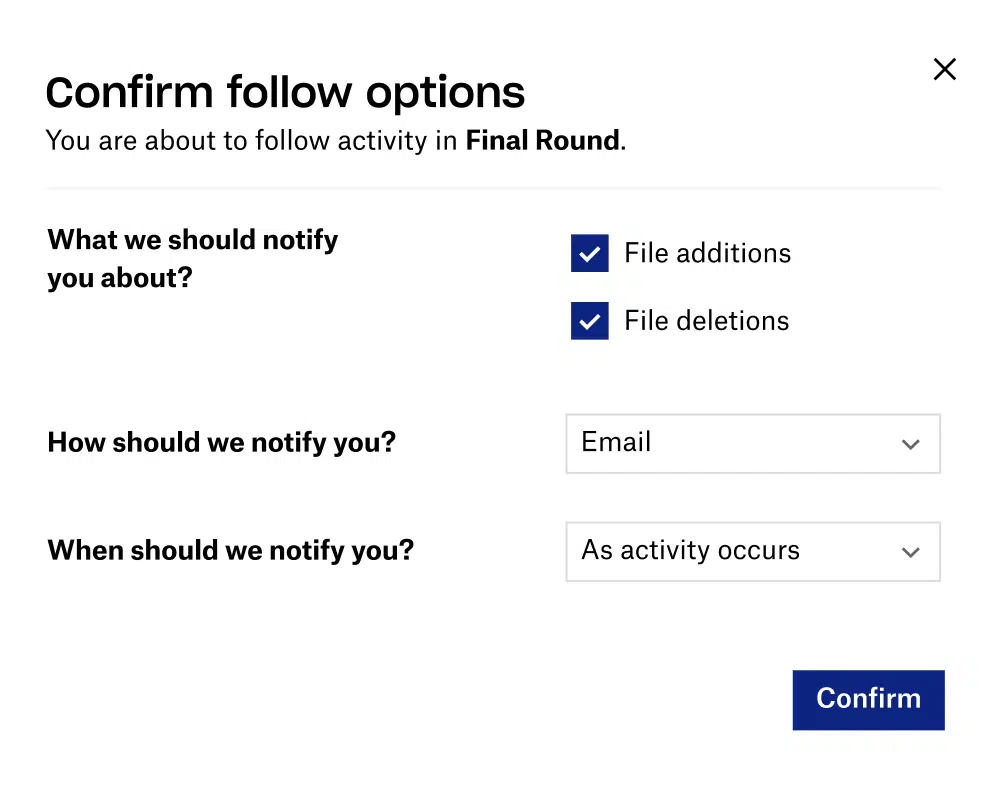 Confirm follow options
You are about to follow activity in Final Round.
What we should notify
you about?
File additions
File deletions
How should we notify you?
Email
When should we notify you?
As activity occurs
Confirm